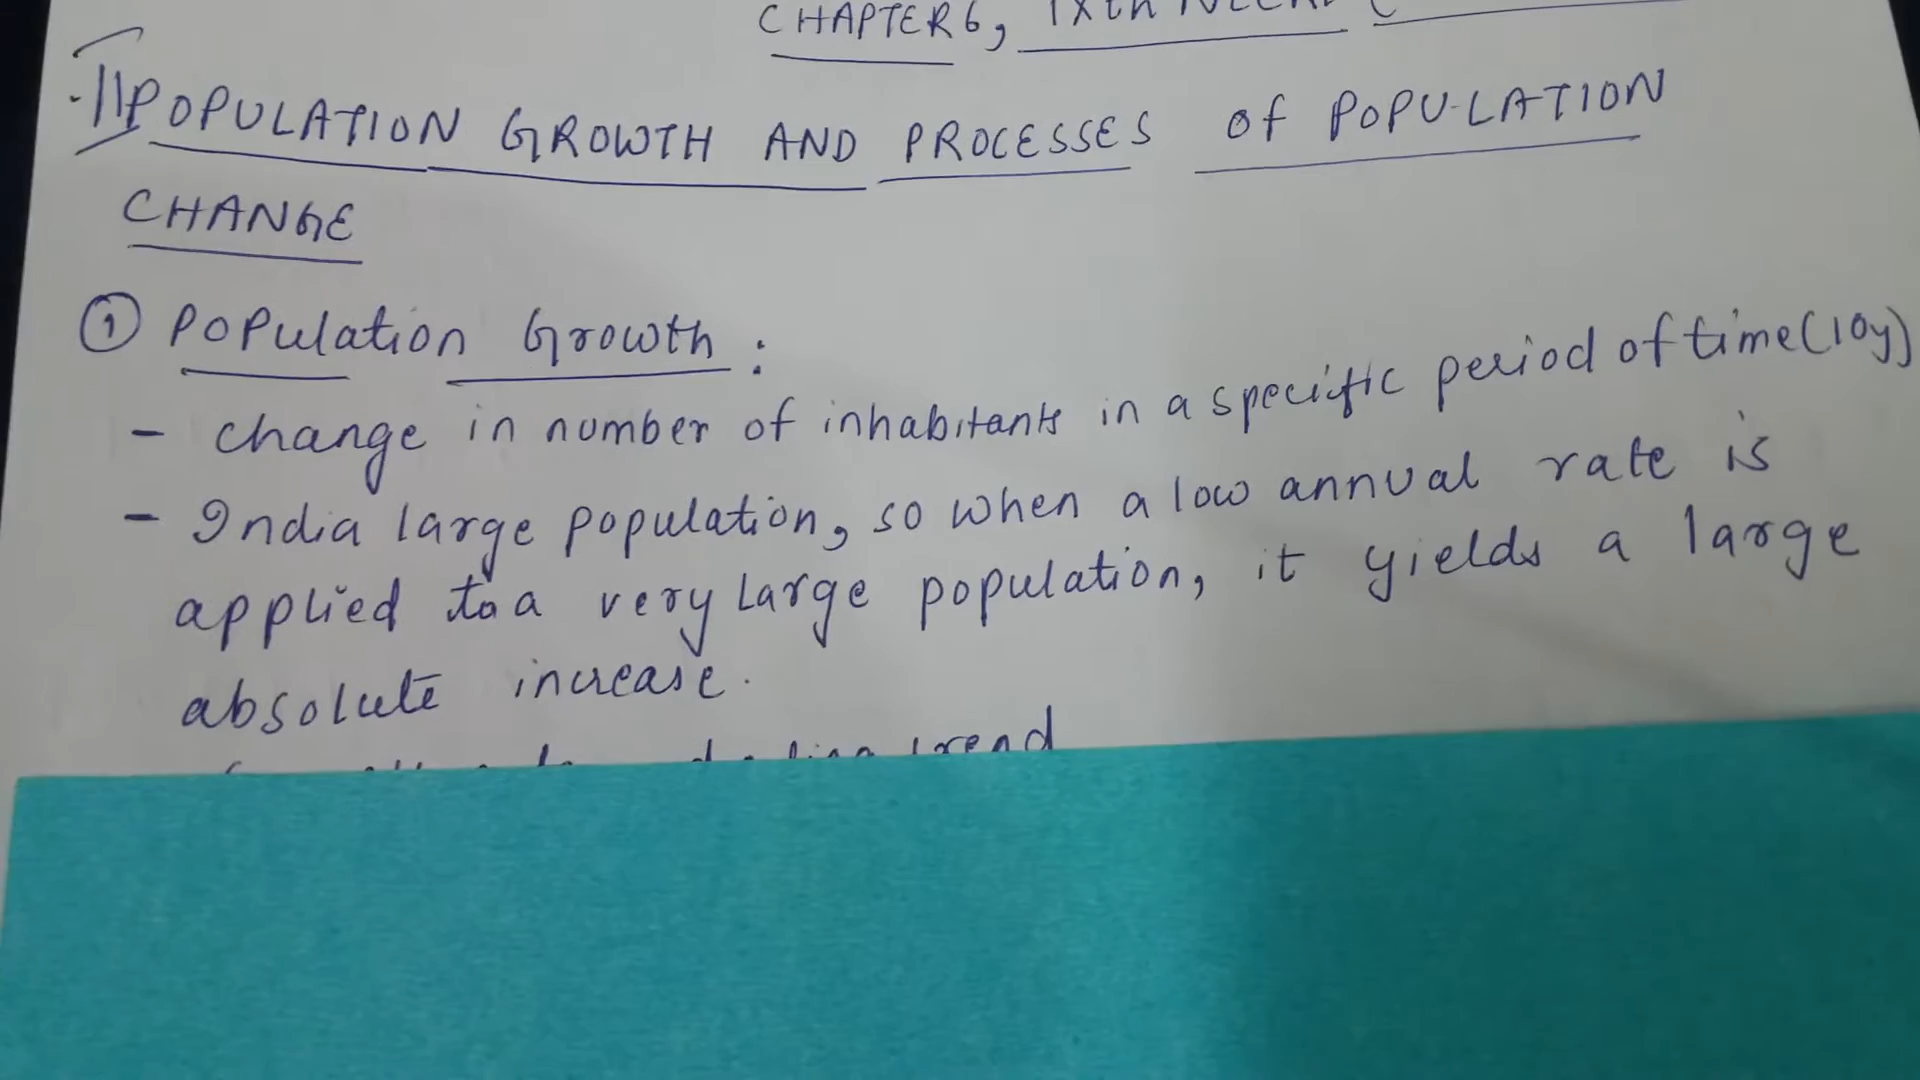 CHAPTER 6, IXth
POPULATION GROWTH AND PROCESSES Of POPULATION
CHANGE
① Population Growth :
- change in number of inhabitants in a specific period of time (10y)
- India large population, so when a low annual rate is
applied to a very large population, it yields a large
absolute increase.
trend